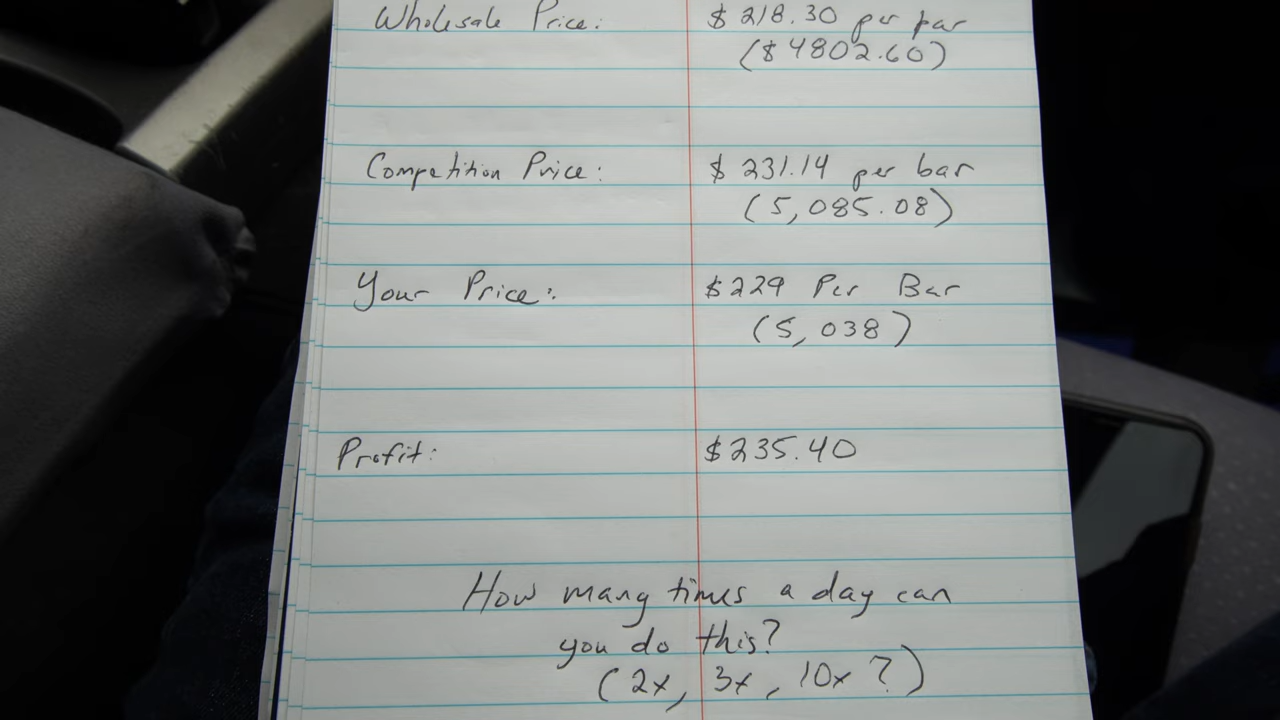 Wholesale Price: $218.30 per par
($4802.60)
Competition Price: $231.14 per bar
(5,085.08)
Your Price: $229 Per Bar
(5,038)
Profit: $235.40
How many times a day can
you do this?
(2x, 3x, 10x?)